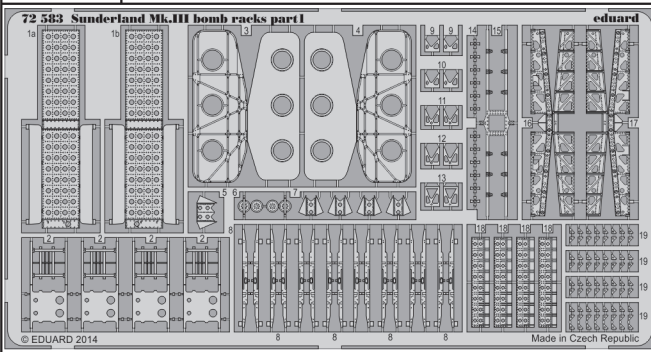 72 583 Sunderland Mk.III bomb racks part1 eduard
1a 1b 3 4 9 9 14 15
10
11
16 17
12
13
5 6 7
2 2 2 2 8 18 18 18 18 19
19
19
19
8 8 8 8
© EDUARD 2014 Made in Czech Republic